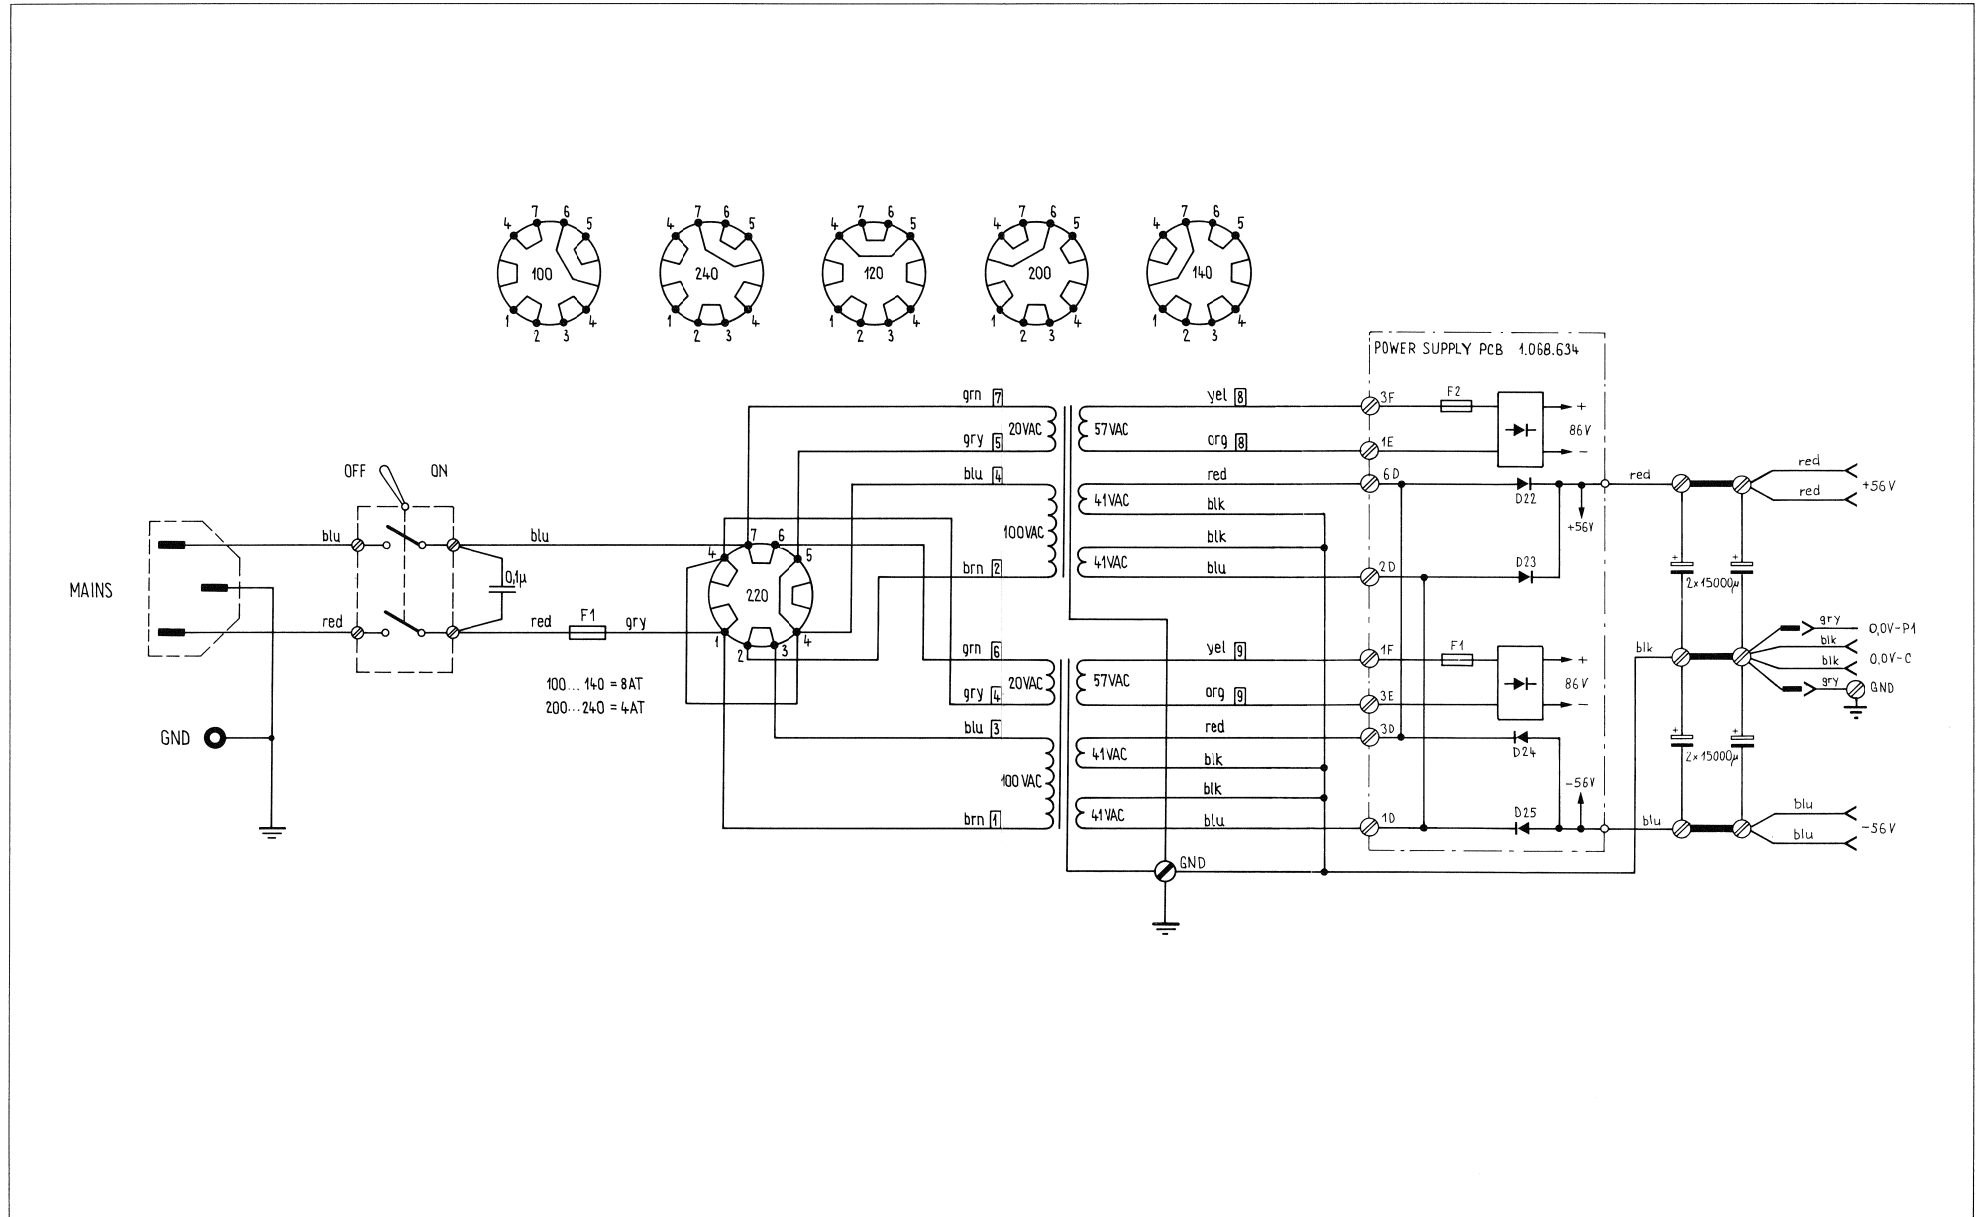 4 7 6 5
100
1 2 3 4
4 7 6 5
240
1 2 3 4
4 7 6 5
120
1 2 3 4
4 7 6 5
200
1 2 3 4
4 7 6 5
140
1 2 3 4
MAINS
GND
OFF ON
blu
red
blu
0,1µ
red F1 gry
100... 140 = 8AT
200...240 = 4AT
4 7 6 5
220
1 2 3 4
grn 7
20VAC
gry 5
blu 4
100VAC
brn 2
grn 6
20VAC
gry 4
blu 3
100VAC
brn 1
yel 8
57VAC
org 8
red
41VAC
blk
blk
41VAC
blu
yel 9
57VAC
org 9
red
41VAC
blk
blk
41VAC
blu
GND
POWER SUPPLY PCB 1.068.634
3F F2 +
86V
1E -
6D
D22
+56V
2D D23
1F F1 +
86V
3E -
3D
D24
-56V
1D D25
red
red
+56V
red
+ +
2x15000µ
blk
gry 0,0V-P1
blk
blk 0,0V-C
gry GND
+ +
2x15000µ
blu
blu
-56V
blu